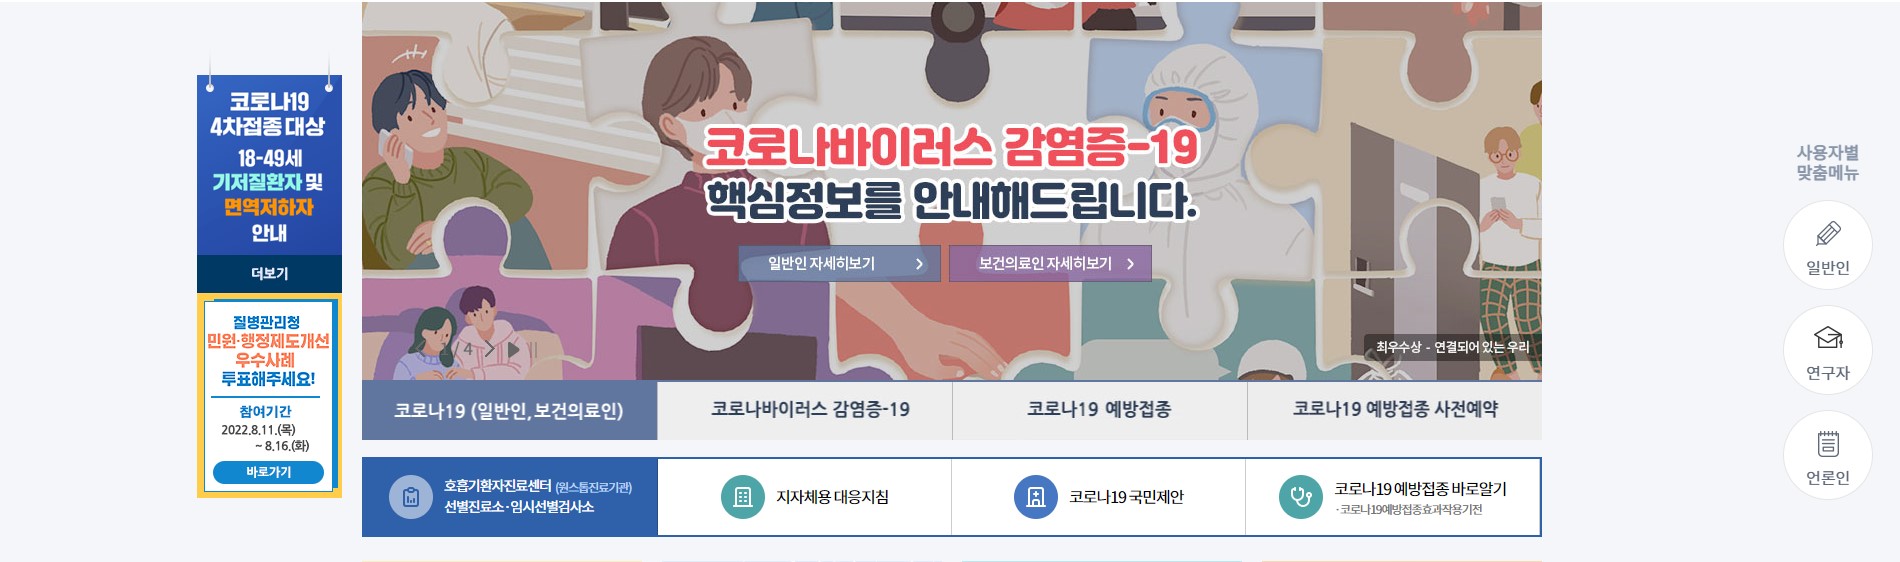 코로나19
4차접종 대상
18-49세
기저질환자 및
면역저하자
안내
더보기
질병관리청
민원·행정제도개선
우수사례
투표해주세요!
참여기간
2022.8.11.(목)
~ 8.16.(화)
바로가기
코로나바이러스 감염증-19
핵심정보를 안내해드립니다.
일반인 자세히보기
보건의료인 자세히보기
최우수상 - 연결되어 있는 우리
코로나19 (일반인, 보건의료인)
코로나바이러스 감염증-19
코로나19 예방접종
코로나19 예방접종 사전예약
호흡기환자진료센터 (원스톱진료기관)
선별진료소·임시선별검사소
지자체용 대응지침
코로나19 국민제안
코로나19 예방접종 바로알기
· 코로나19예방접종효과작용기전
사용자별
맞춤메뉴
일반인
연구자
언론인